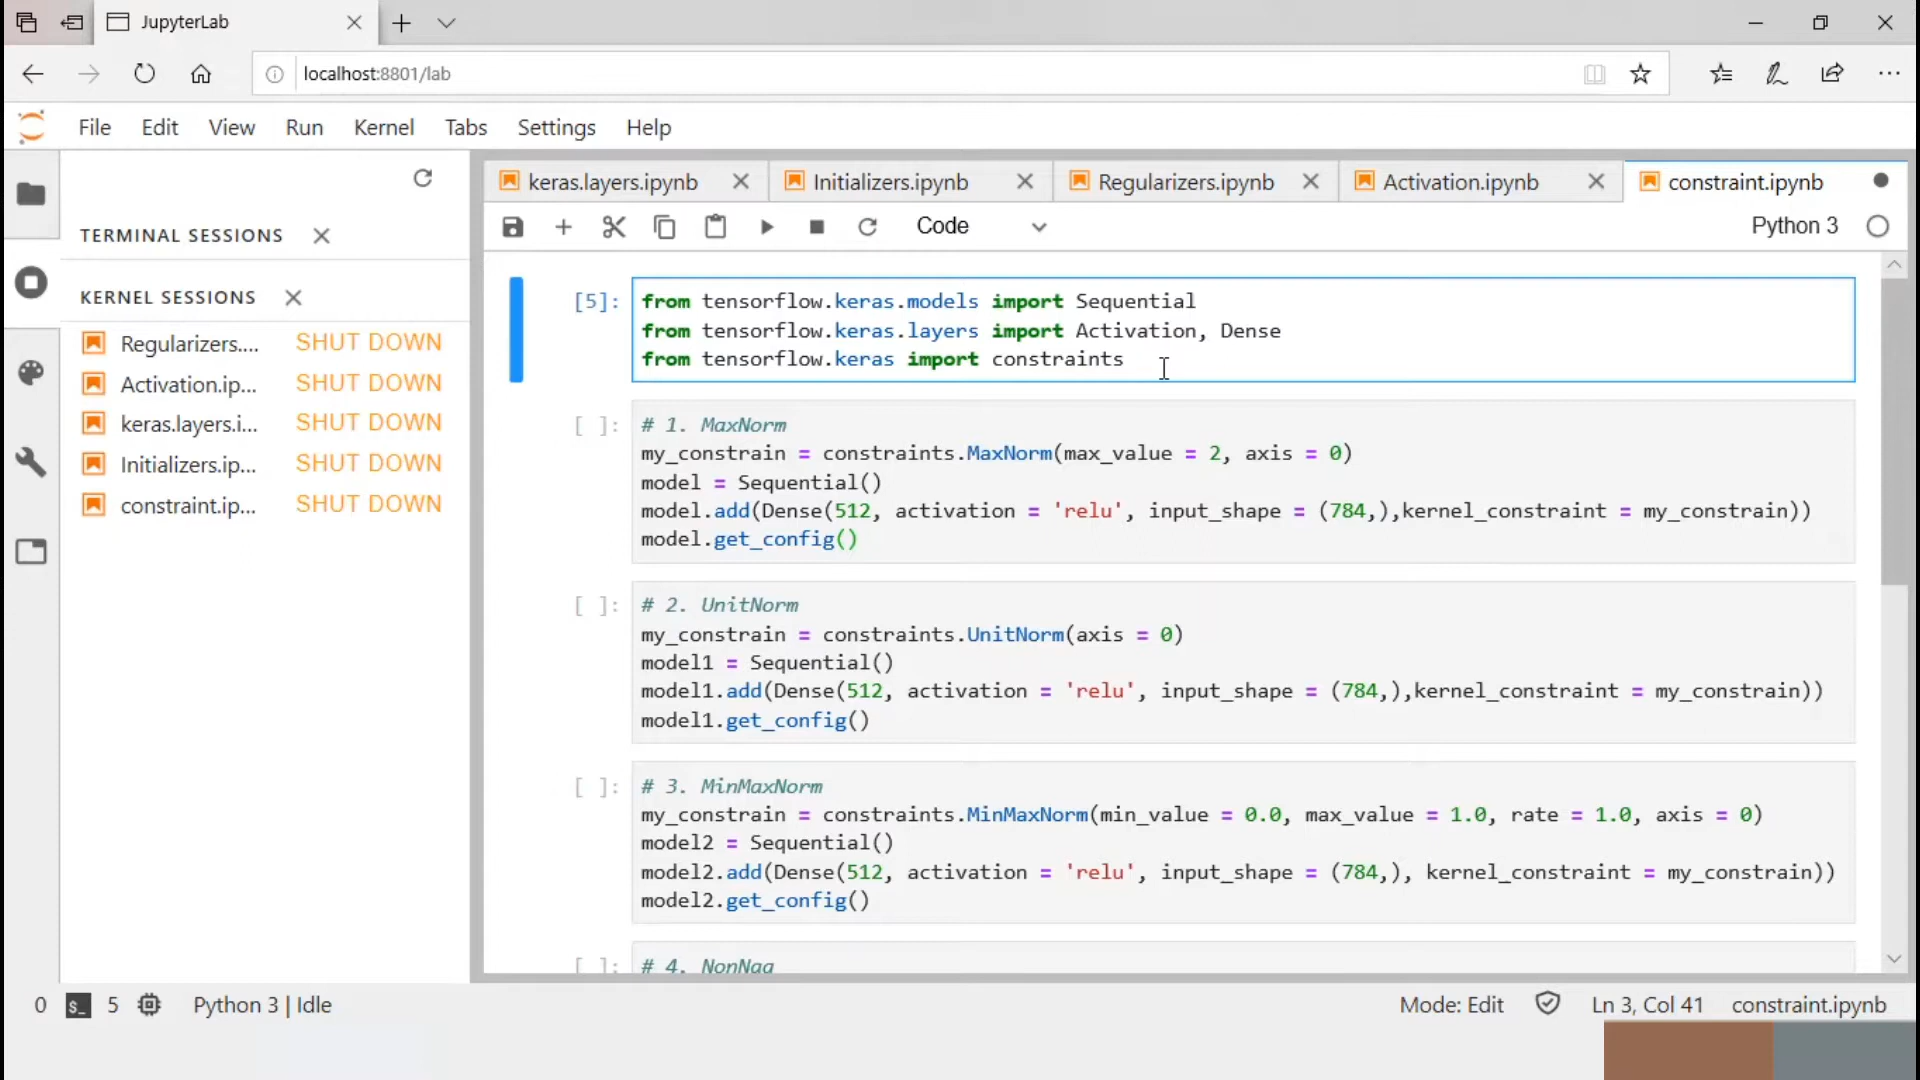 JupyterLab
localhost:8801/lab
File Edit View Run Kernel Tabs Settings Help
TERMINAL SESSIONS
KERNEL SESSIONS
Regularizers.... SHUT DOWN
Activation.ip... SHUT DOWN
keras.layers.i... SHUT DOWN
Initializers.ip... SHUT DOWN
constraint.ip... SHUT DOWN
keras.layers.ipynb Initializers.ipynb Regularizers.ipynb Activation.ipynb constraint.ipynb
Code Python 3
[5]: from tensorflow.keras.models import Sequential
from tensorflow.keras.layers import Activation, Dense
from tensorflow.keras import constraints
[ ]: # 1. MaxNorm
my_constrain = constraints.MaxNorm(max_value = 2, axis = 0)
model = Sequential()
model.add(Dense(512, activation = 'relu', input_shape = (784,),kernel_constraint = my_constrain))
model.get_config()
[ ]: # 2. UnitNorm
my_constrain = constraints.UnitNorm(axis = 0)
model1 = Sequential()
model1.add(Dense(512, activation = 'relu', input_shape = (784,),kernel_constraint = my_constrain))
model1.get_config()
[ ]: # 3. MinMaxNorm
my_constrain = constraints.MinMaxNorm(min_value = 0.0, max_value = 1.0, rate = 1.0, axis = 0)
model2 = Sequential()
model2.add(Dense(512, activation = 'relu', input_shape = (784,), kernel_constraint = my_constrain))
model2.get_config()
[ ]: # 4. NonNeg
0 $_ 5 Python 3 | Idle Mode: Edit Ln 3, Col 41 constraint.ipynb